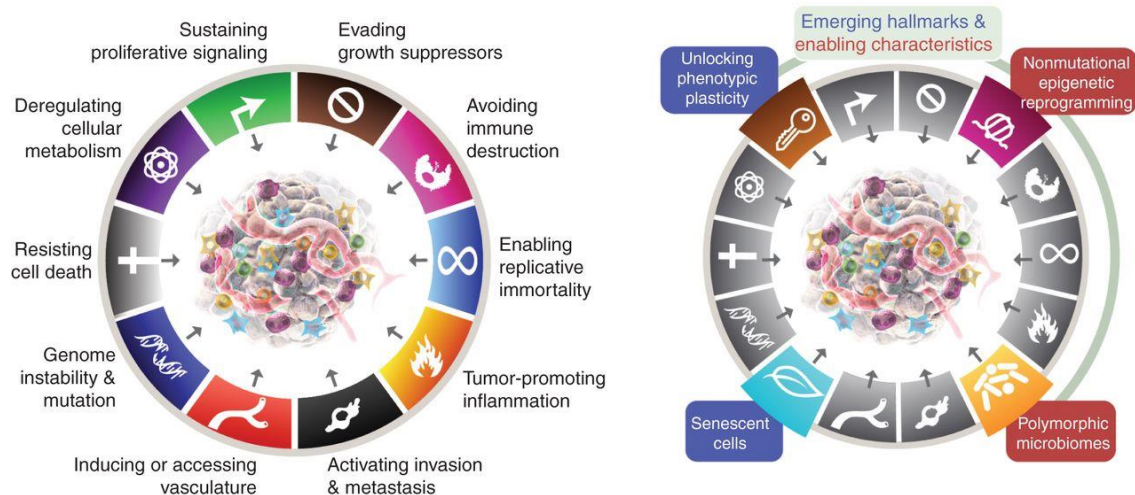 Sustaining
proliferative signaling
Evading
growth suppressors
Deregulating
cellular
metabolism
Avoiding
immune
destruction
Resisting
cell death
Enabling
replicative
immortality
Genome
instability &
mutation
Tumor-promoting
inflammation
Inducing or accessing
vasculature
Activating invasion
& metastasis
Emerging hallmarks &
enabling characteristics
Unlocking
phenotypic
plasticity
Nonmutational
epigenetic
reprogramming
Senescent
cells
Polymorphic
microbiomes